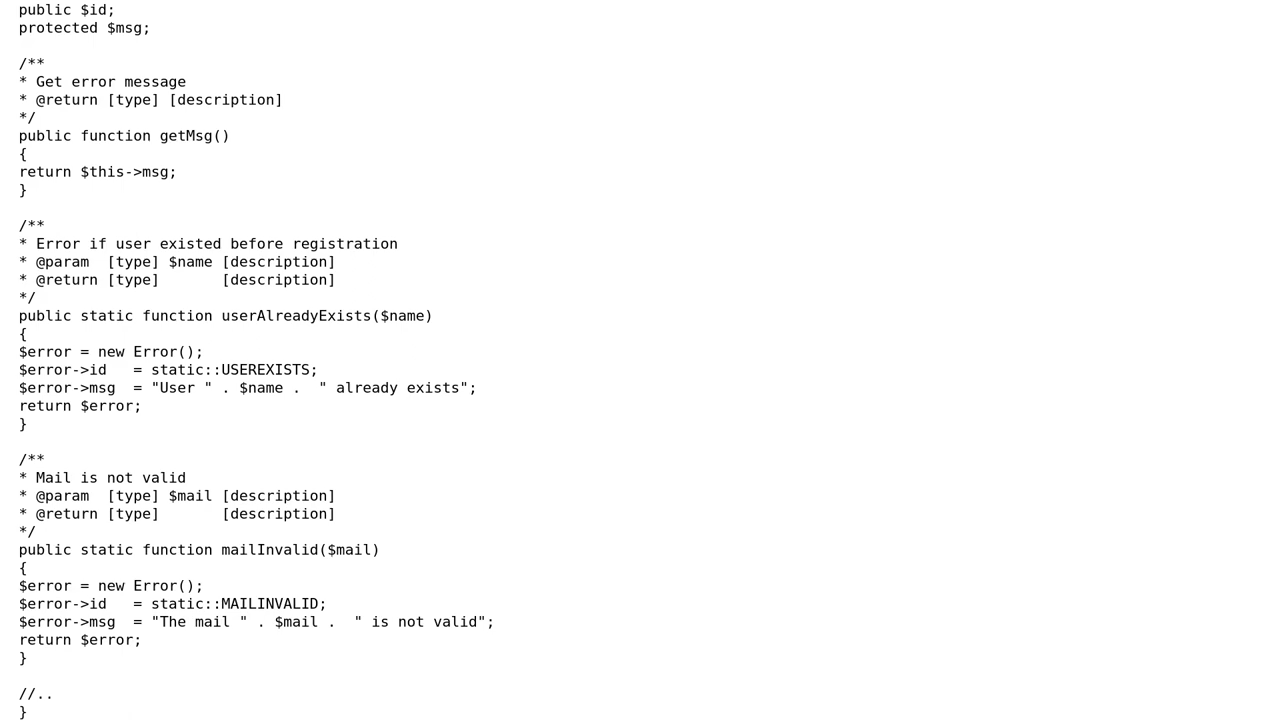 public $id;
protected $msg;

/**
* Get error message
* @return [type] [description]
*/
public function getMsg()
{
return $this->msg;
}

/**
* Error if user existed before registration
* @param  [type] $name [description]
* @return [type]       [description]
*/
public static function userAlreadyExists($name)
{
$error = new Error();
$error->id   = static::USEREXISTS;
$error->msg  = "User " . $name .  " already exists";
return $error;
}

/**
* Mail is not valid
* @param  [type] $mail [description]
* @return [type]       [description]
*/
public static function mailInvalid($mail)
{
$error = new Error();
$error->id   = static::MAILINVALID;
$error->msg  = "The mail " . $mail .  " is not valid";
return $error;
}

//..
}